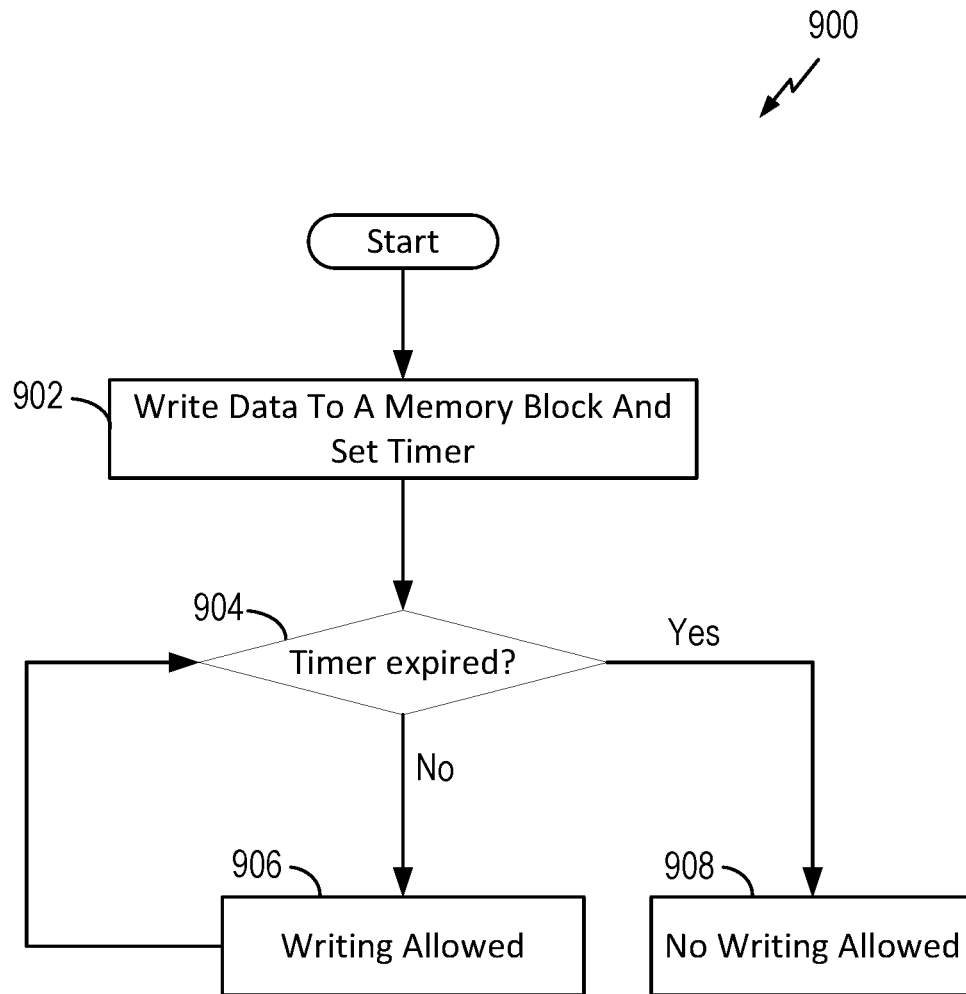 900
Start
902
Write Data To A Memory Block And
Set Timer
904
Timer expired?
Yes
No
906
Writing Allowed
908
No Writing Allowed